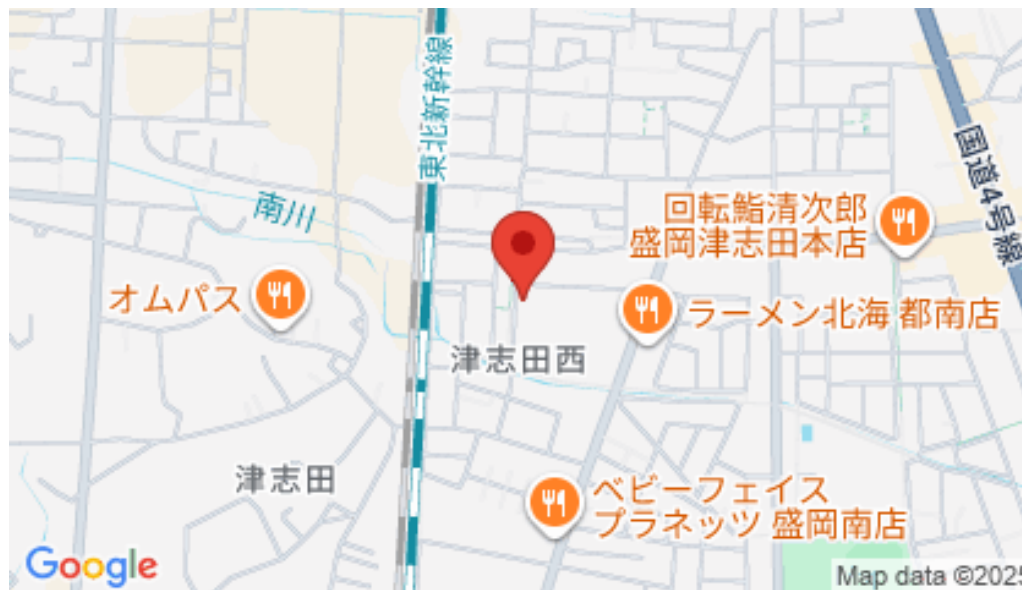 東北新幹線
国道4号線
南川
回転鮨清次郎
盛岡津志田本店
オムパス
ラーメン北海 都南店
津志田西
津志田
ベビーフェイス
プラネッツ 盛岡南店
Google
Map data ©2025